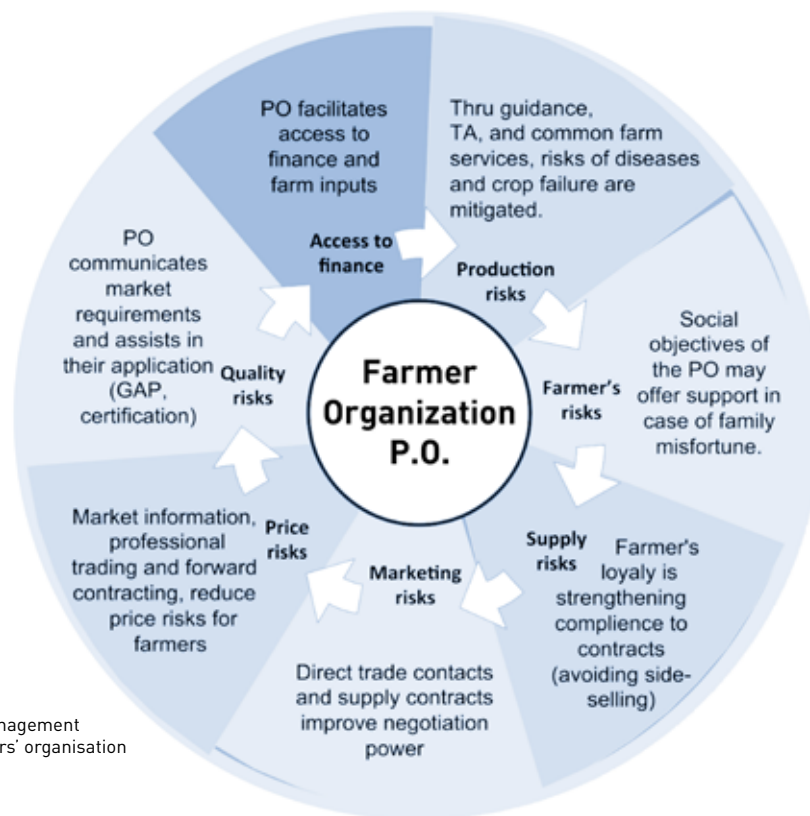 PO facilitates
access to
finance and
farm inputs
Access to
finance
Thru guidance,
TA, and common farm
services, risks of diseases
and crop failure are
mitigated.
Production
risks
Social
objectives of
the PO may
offer support in
case of family
misfortune.
Farmer's
risks
Supply
risks
Farmer's
loyaly is
strengthening
complience to
contracts
(avoiding side-
selling)
Marketing
risks
Direct trade contacts
and supply contracts
improve negotiation
power
Price
risks
Market information,
professional
trading and forward
contracting, reduce
price risks for
farmers
Quality
risks
PO
communicates
market
requirements
and assists in
their application
(GAP,
certification)
Farmer
Organization
P.O.
nagement
rs' organisation